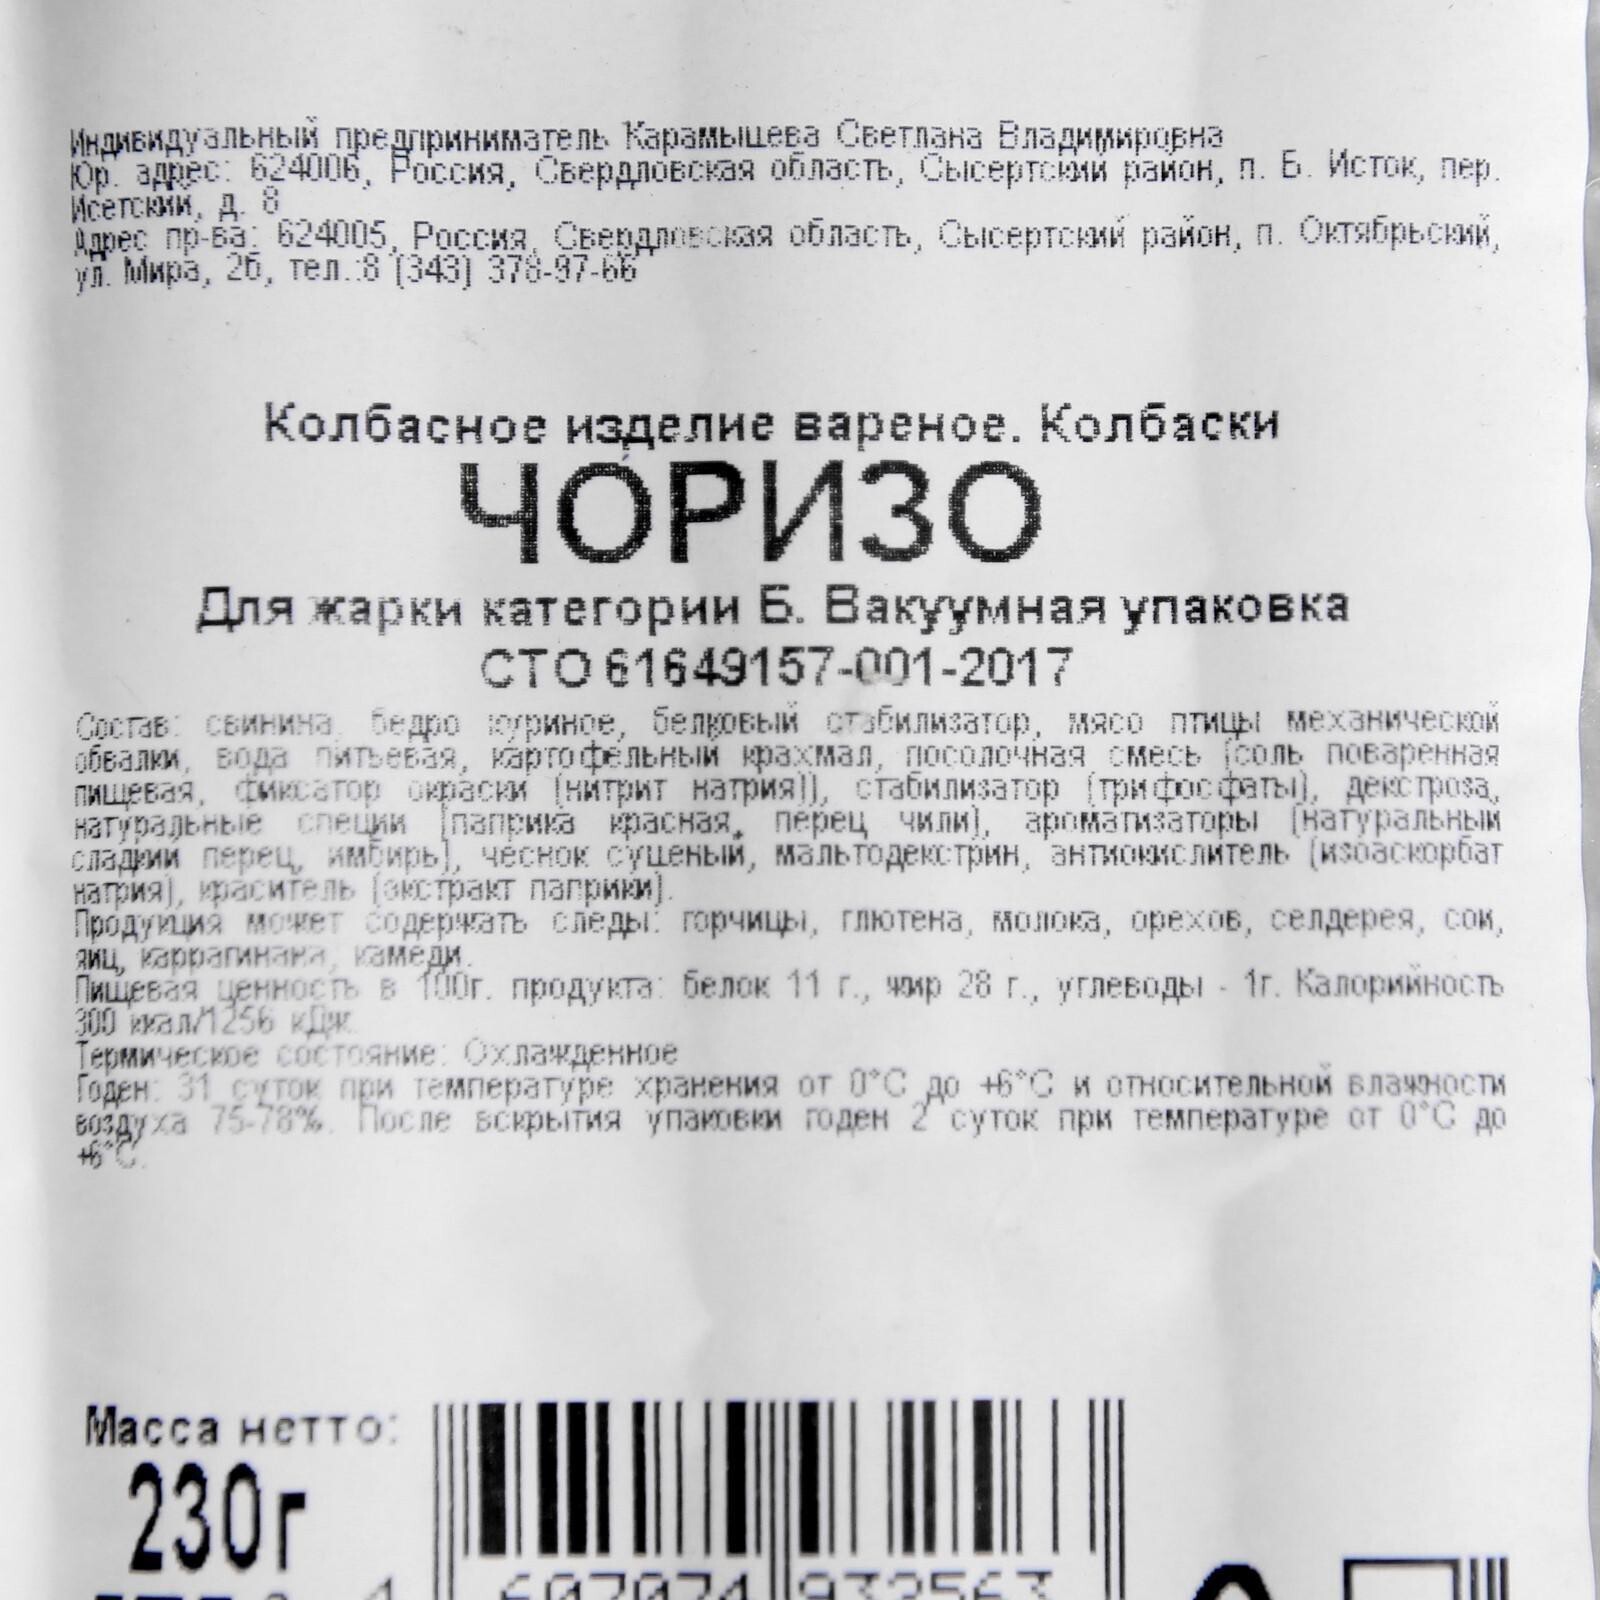 Индивидуальный предприниматель Карамышева Светлана Владимировна
Юр. адрес: 624006, Россия, Свердловская область, Сысертский район, п. Б. Исток, пер.
Исетский, д. 8
Адрес пр-ва: 624005, Россия, Свердловская область, Сысертский район, п. Октябрьский,
ул. Мира, 2б, тел.:8 (343) 378-97-66
Колбасное изделие вареное. Колбаски
ЧОРИЗО
Для жарки категории Б. Вакуумная упаковка
СТО 61649157-001-2017
Состав: свинина, бедро куриное, белковый стабилизатор, мясо птицы механической
обвалки, вода питьевая, картофельный крахмал, посолочная смесь (соль поваренная
пищевая, фиксатор окраски (нитрит натрия)), стабилизатор (трифосфаты), декстроза,
натуральные специи (паприка красная, перец чили), ароматизаторы (натуральный
сладкий перец, имбирь), чеснок сушеный, мальтодекстрин, антиокислитель (изоаскорбат
натрия), краситель (экстракт паприки).
Продукция может содержать следы: горчицы, глютена, молока, орехов, селдерея, сои,
яиц, каррагинана, камеди.
Пищевая ценность в 100г. продукта: белок 11 г., жир 28 г., углеводы - 1г. Калорийность
300 ккал/1256 кДж.
Термическое состояние: Охлажденное
Годен: 31 суток при температуре хранения от 0°С до +6°С и относительной влажности
воздуха 75-78%. После вскрытия упаковки годен 2 суток при температуре от 0°С до
+6°С.
Масса нетто:
230г
4 607074 932563